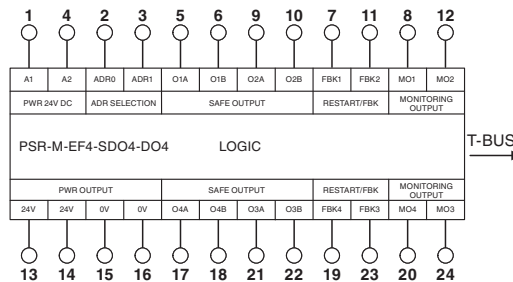 1 4 2 3 5 6 9 10 7 11 8 12
A1 A2 ADR0 ADR1 O1A O1B O2A O2B FBK1 FBK2 MO1 MO2
PWR 24V DC ADR SELECTION SAFE OUTPUT RESTART/FBK MONITORING
OUTPUT
PSR-M-EF4-SDO4-DO4 LOGIC T-BUS
PWR OUTPUT SAFE OUTPUT RESTART/FBK MONITORING
OUTPUT
24V 24V 0V 0V O4A O4B O3A O3B FBK4 FBK3 MO4 MO3
13 14 15 16 17 18 21 22 19 23 20 24